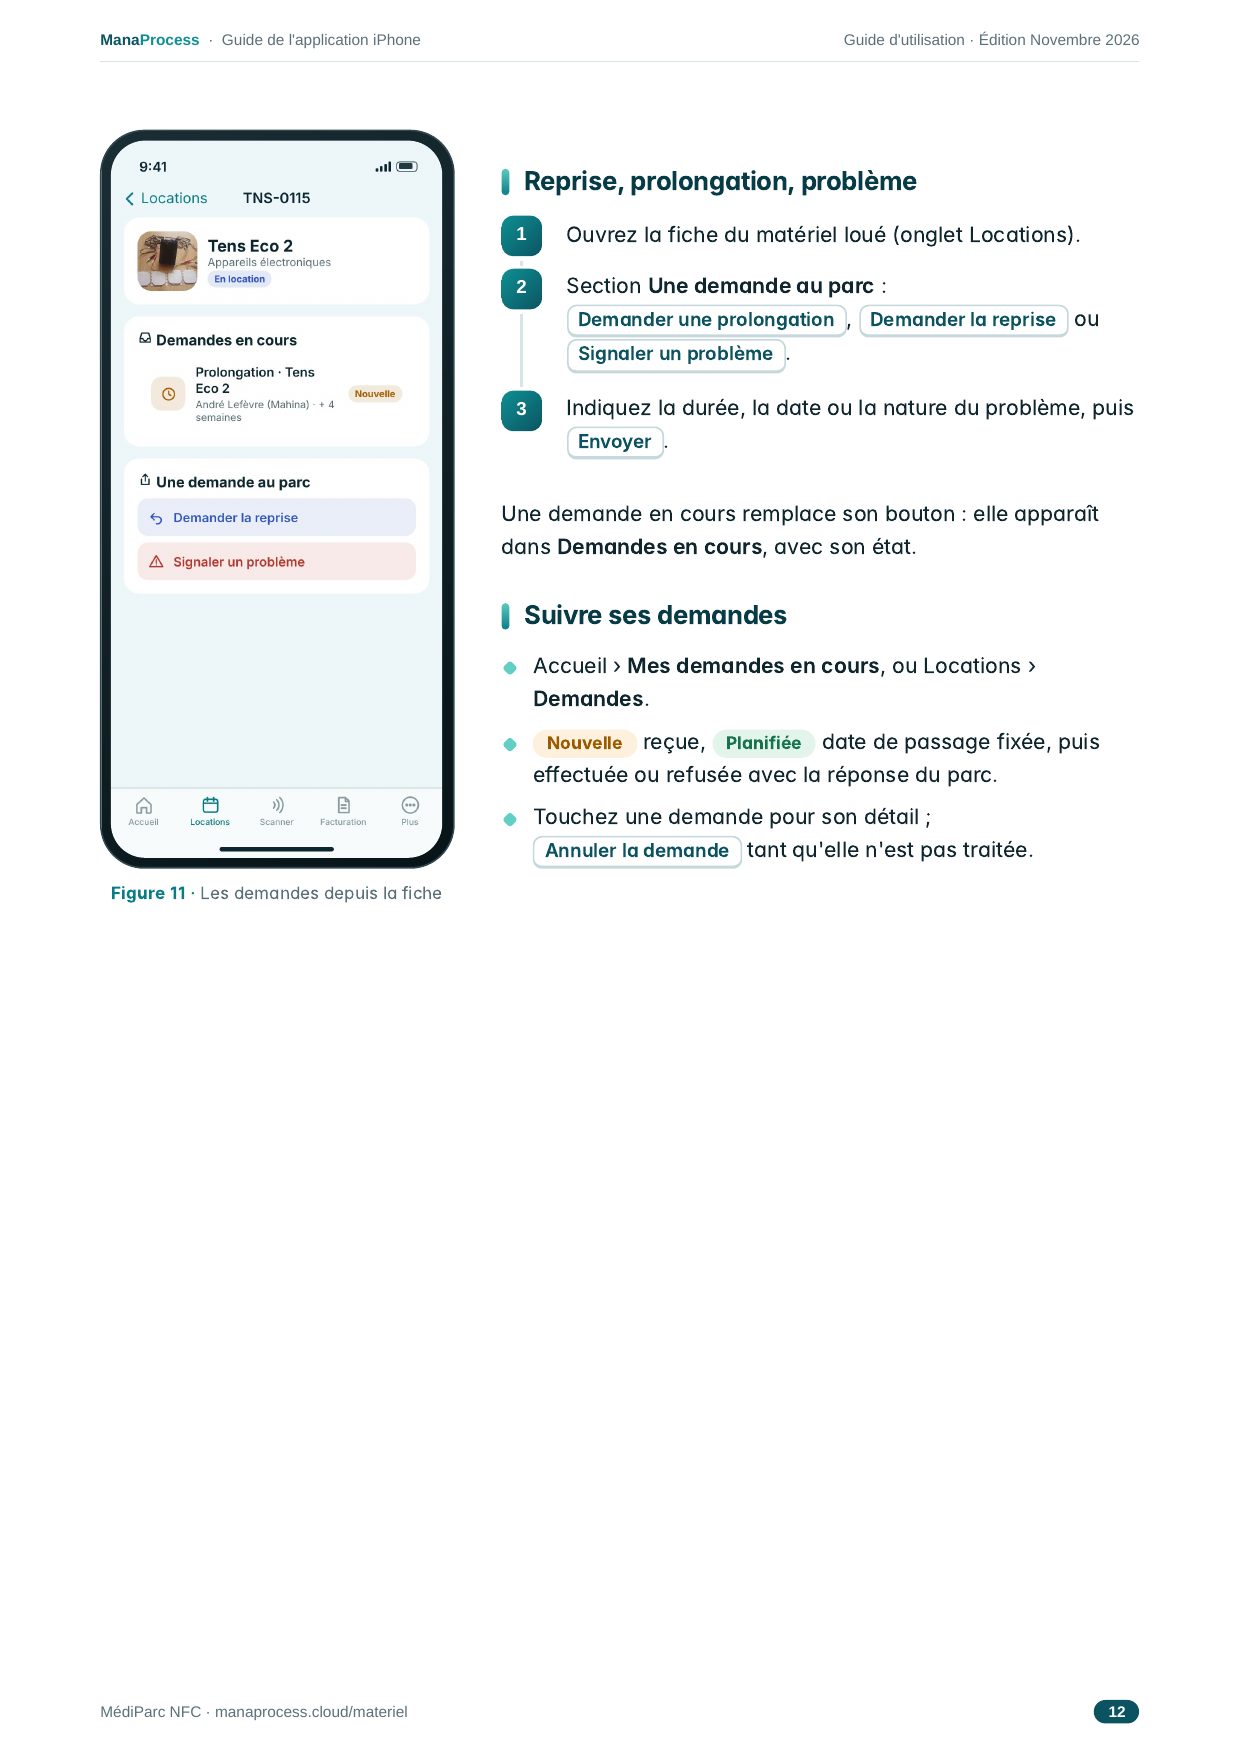 ManaProcess · Guide de l'application iPhone
Guide d'utilisation · Édition Novembre 2026
9:41
Locations TNS-0115
Tens Eco 2
Appareils électroniques
En location
Demandes en cours
Prolongation · Tens
Eco 2
André Lefèvre (Mahina) · + 4
semaines
Nouvelle
Une demande au parc
Demander la reprise
Signaler un problème
Accueil Locations Scanner Facturation Plus
Figure 11 · Les demandes depuis la fiche
Reprise, prolongation, problème
1 Ouvrez la fiche du matériel loué (onglet Locations).
2 Section Une demande au parc :
Demander une prolongation , Demander la reprise ou
Signaler un problème .
3 Indiquez la durée, la date ou la nature du problème, puis
Envoyer .
Une demande en cours remplace son bouton : elle apparaît
dans Demandes en cours, avec son état.
Suivre ses demandes
Accueil › Mes demandes en cours, ou Locations ›
Demandes.
Nouvelle reçue, Planifiée date de passage fixée, puis
effectuée ou refusée avec la réponse du parc.
Touchez une demande pour son détail ;
Annuler la demande tant qu'elle n'est pas traitée.
MédiParc NFC · manaprocess.cloud/materiel
12